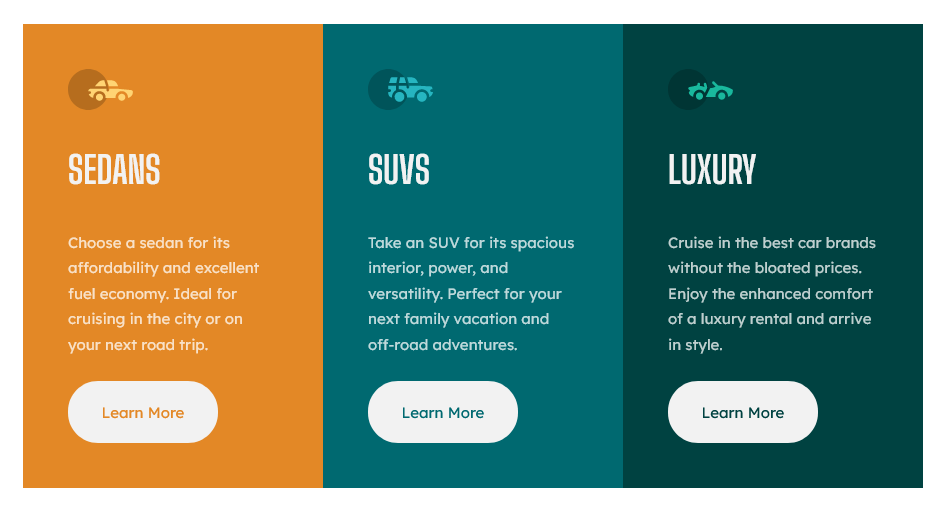 SEDANS
Choose a sedan for its
affordability and excellent
fuel economy. Ideal for
cruising in the city or on
your next road trip.
Learn More
SUVS
Take an SUV for its spacious
interior, power, and
versatility. Perfect for your
next family vacation and
off-road adventures.
Learn More
LUXURY
Cruise in the best car brands
without the bloated prices.
Enjoy the enhanced comfort
of a luxury rental and arrive
in style.
Learn More